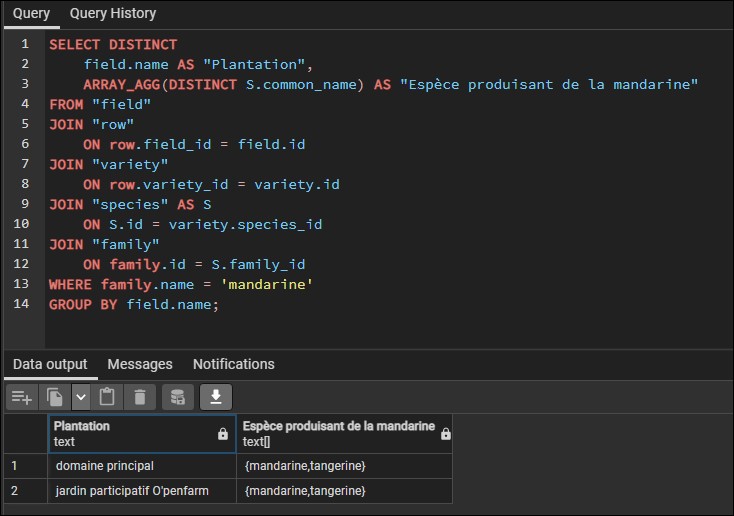 Query Query History
1 SELECT DISTINCT
2 field.name AS "Plantation",
3 ARRAY_AGG(DISTINCT S.common_name) AS "Espèce produisant de la mandarine"
4 FROM "field"
5 JOIN "row"
6 ON row.field_id = field.id
7 JOIN "variety"
8 ON row.variety_id = variety.id
9 JOIN "species" AS S
10 ON S.id = variety.species_id
11 JOIN "family"
12 ON family.id = S.family_id
13 WHERE family.name = 'mandarine'
14 GROUP BY field.name;
Data output Messages Notifications
Plantation Espèce produisant de la mandarine
text text[]
1 domaine principal {mandarine,tangerine}
2 jardin participatif O'penfarm {mandarine,tangerine}